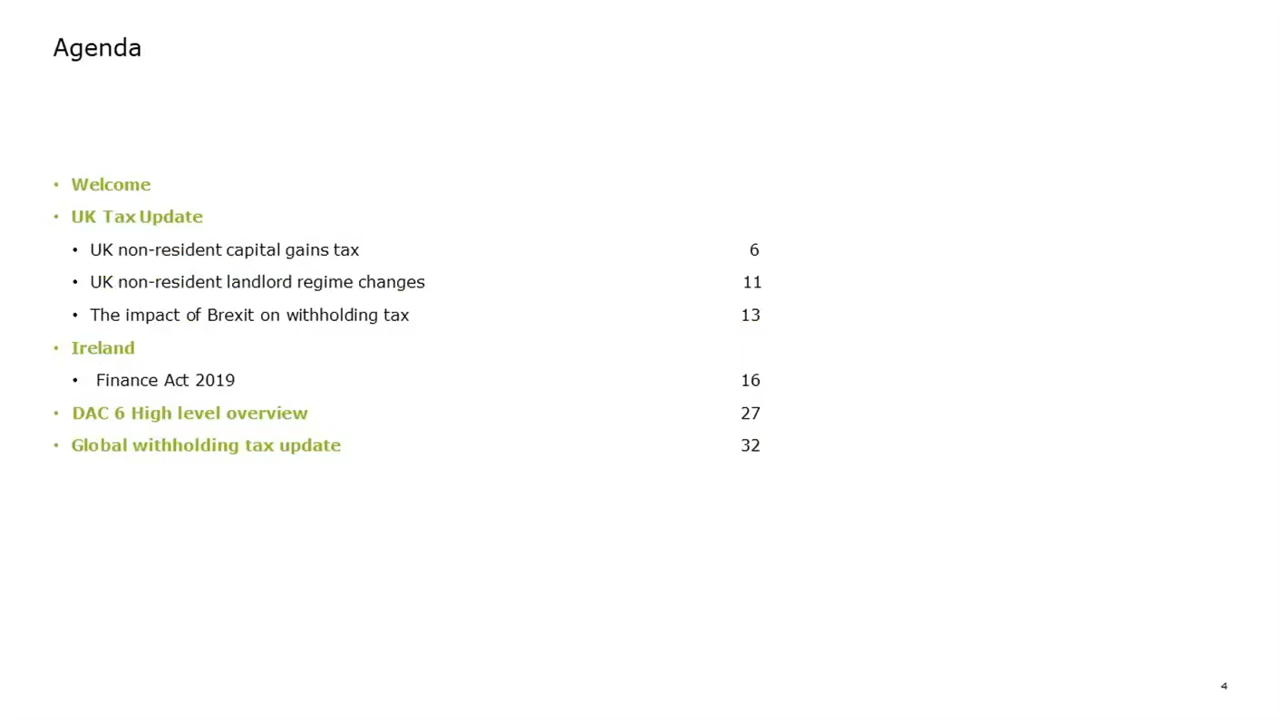 Agenda
• Welcome
• UK Tax Update
• UK non-resident capital gains tax 6
• UK non-resident landlord regime changes 11
• The impact of Brexit on withholding tax 13
• Ireland
• Finance Act 2019 16
• DAC 6 High level overview 27
• Global withholding tax update 32
4